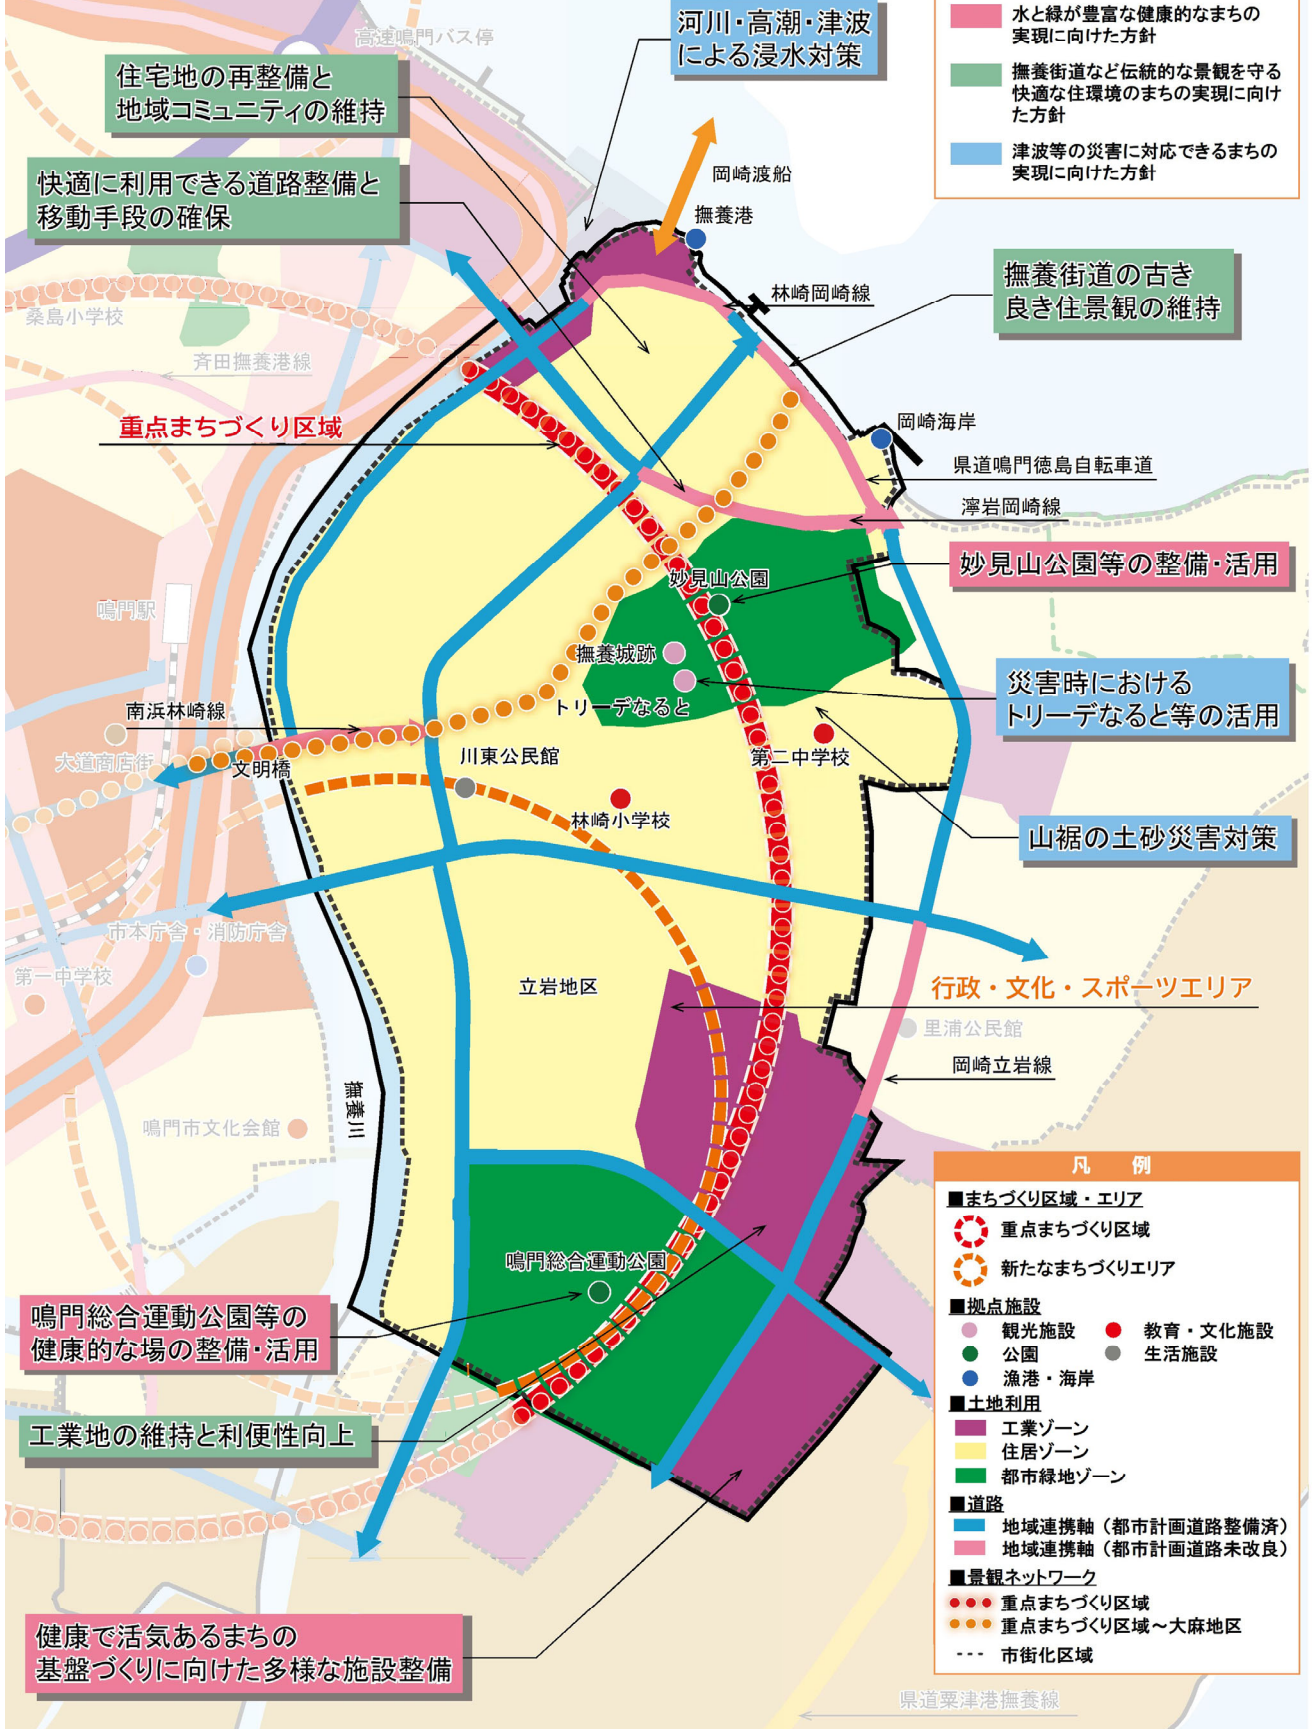 高速鳴門バス停
河川・高潮・津波
による浸水対策
水と緑が豊富な健康的なまちの
実現に向けた方針
撫養街道など伝統的な景観を守る
快適な住環境のまちの実現に向け
た方針
津波等の災害に対応できるまちの
実現に向けた方針
住宅地の再整備と
地域コミュニティの維持
快適に利用できる道路整備と
移動手段の確保
岡崎渡船
撫養港
撫養街道の古き
良き住景観の維持
林崎岡崎線
桑島小学校
斉田撫養港線
重点まちづくり区域
岡崎海岸
県道鳴門徳島自転車道
濘岩岡崎線
妙見山公園等の整備・活用
妙見山公園
鳴門駅
撫養城跡
トリーデなると
災害時における
トリーデなると等の活用
南浜林崎線
大道商店街
文明橋
川東公民館
第二中学校
林崎小学校
山裾の土砂災害対策
市本庁舎・消防庁舎
第一中学校
立岩地区
行政・文化・スポーツエリア
里浦公民館
岡崎立岩線
撫養川
鳴門市文化会館
鳴門総合運動公園
鳴門総合運動公園等の
健康的な場の整備・活用
工業地の維持と利便性向上
健康で活気あるまちの
基盤づくりに向けた多様な施設整備
凡 例
■まちづくり区域・エリア
重点まちづくり区域
新たなまちづくりエリア
■拠点施設
観光施設 教育・文化施設
公園 生活施設
漁港・海岸
■土地利用
工業ゾーン
住居ゾーン
都市緑地ゾーン
■道路
地域連携軸（都市計画道路整備済）
地域連携軸（都市計画道路未改良）
■景観ネットワーク
重点まちづくり区域
重点まちづくり区域～大麻地区
市街化区域
県道粟津港撫養線